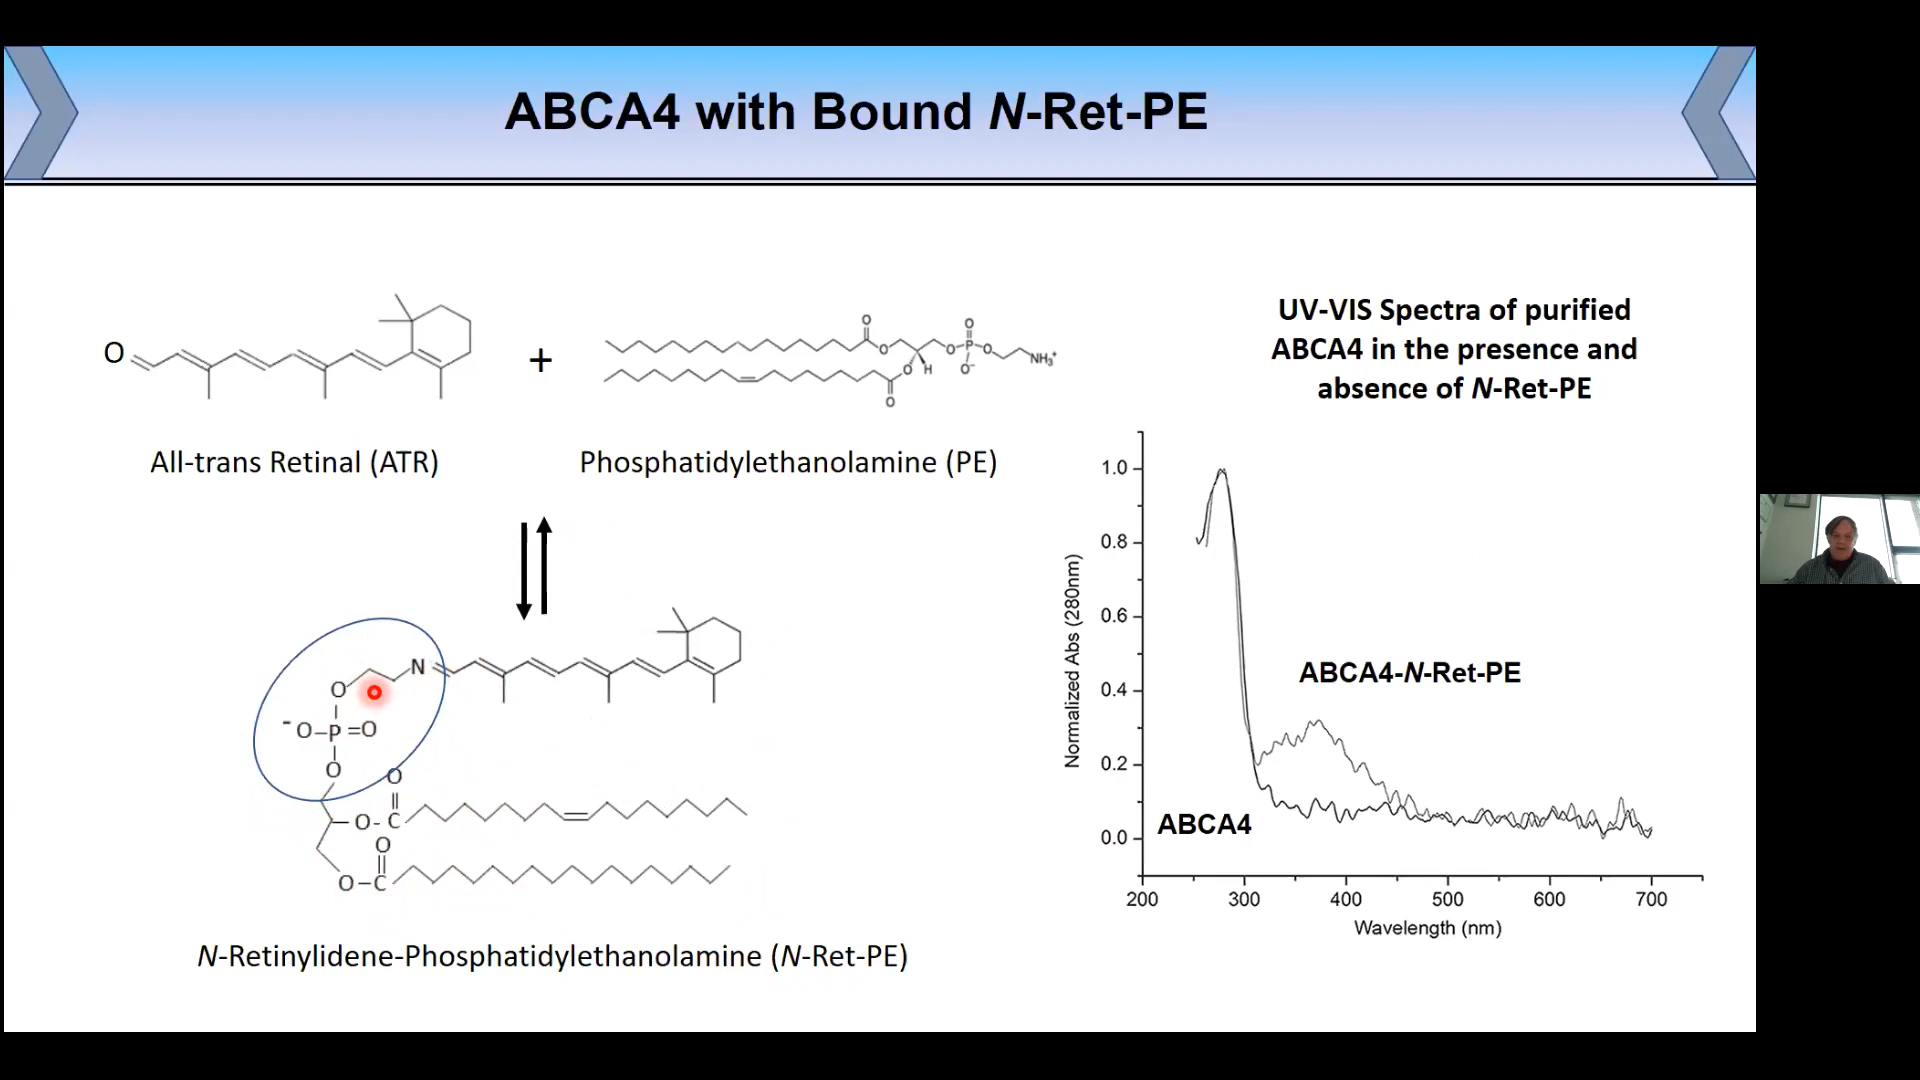 ABCA4 with Bound N-Ret-PE
O
+
O
O
O
O
H
O
P
O
O⁻
O
NH₃⁺
All-trans Retinal (ATR)
Phosphatidylethanolamine (PE)
N
O
⁻O–P=O
O
O
O-C
O
O–C
N-Retinylidene-Phosphatidylethanolamine (N-Ret-PE)
UV-VIS Spectra of purified
ABCA4 in the presence and
absence of N-Ret-PE
Normalized Abs (280nm)
1.0
0.8
0.6
0.4
0.2
0.0
ABCA4-N-Ret-PE
ABCA4
200 300 400 500 600 700
Wavelength (nm)